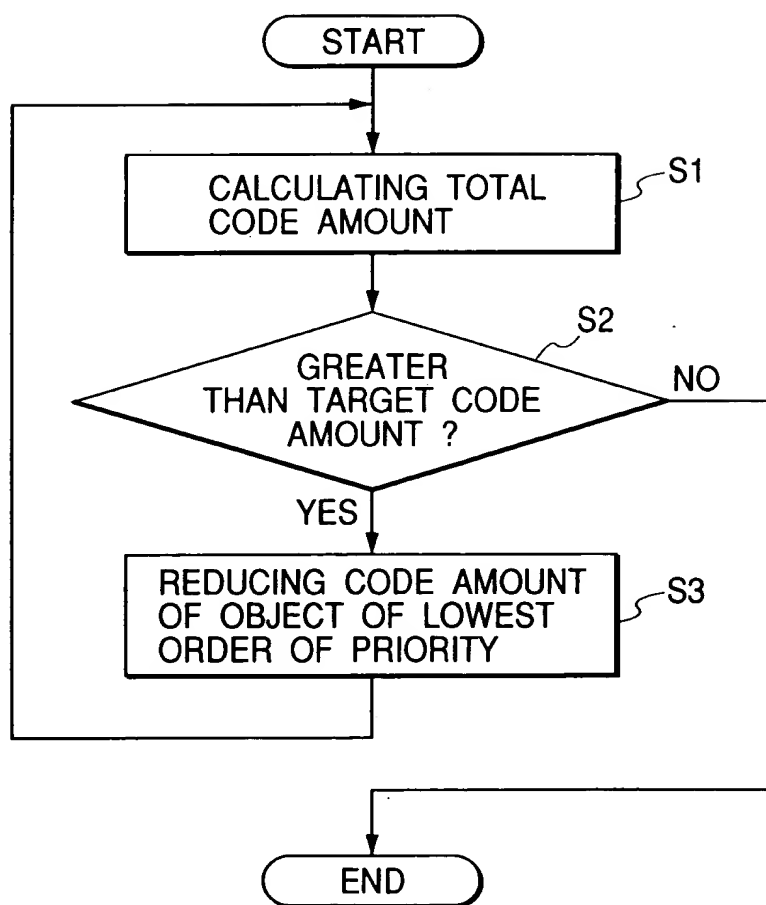 START
CALCULATING TOTAL
CODE AMOUNT
S1
S2
GREATER
THAN TARGET CODE
AMOUNT ?
NO
YES
REDUCING CODE AMOUNT
OF OBJECT OF LOWEST
ORDER OF PRIORITY
S3
END